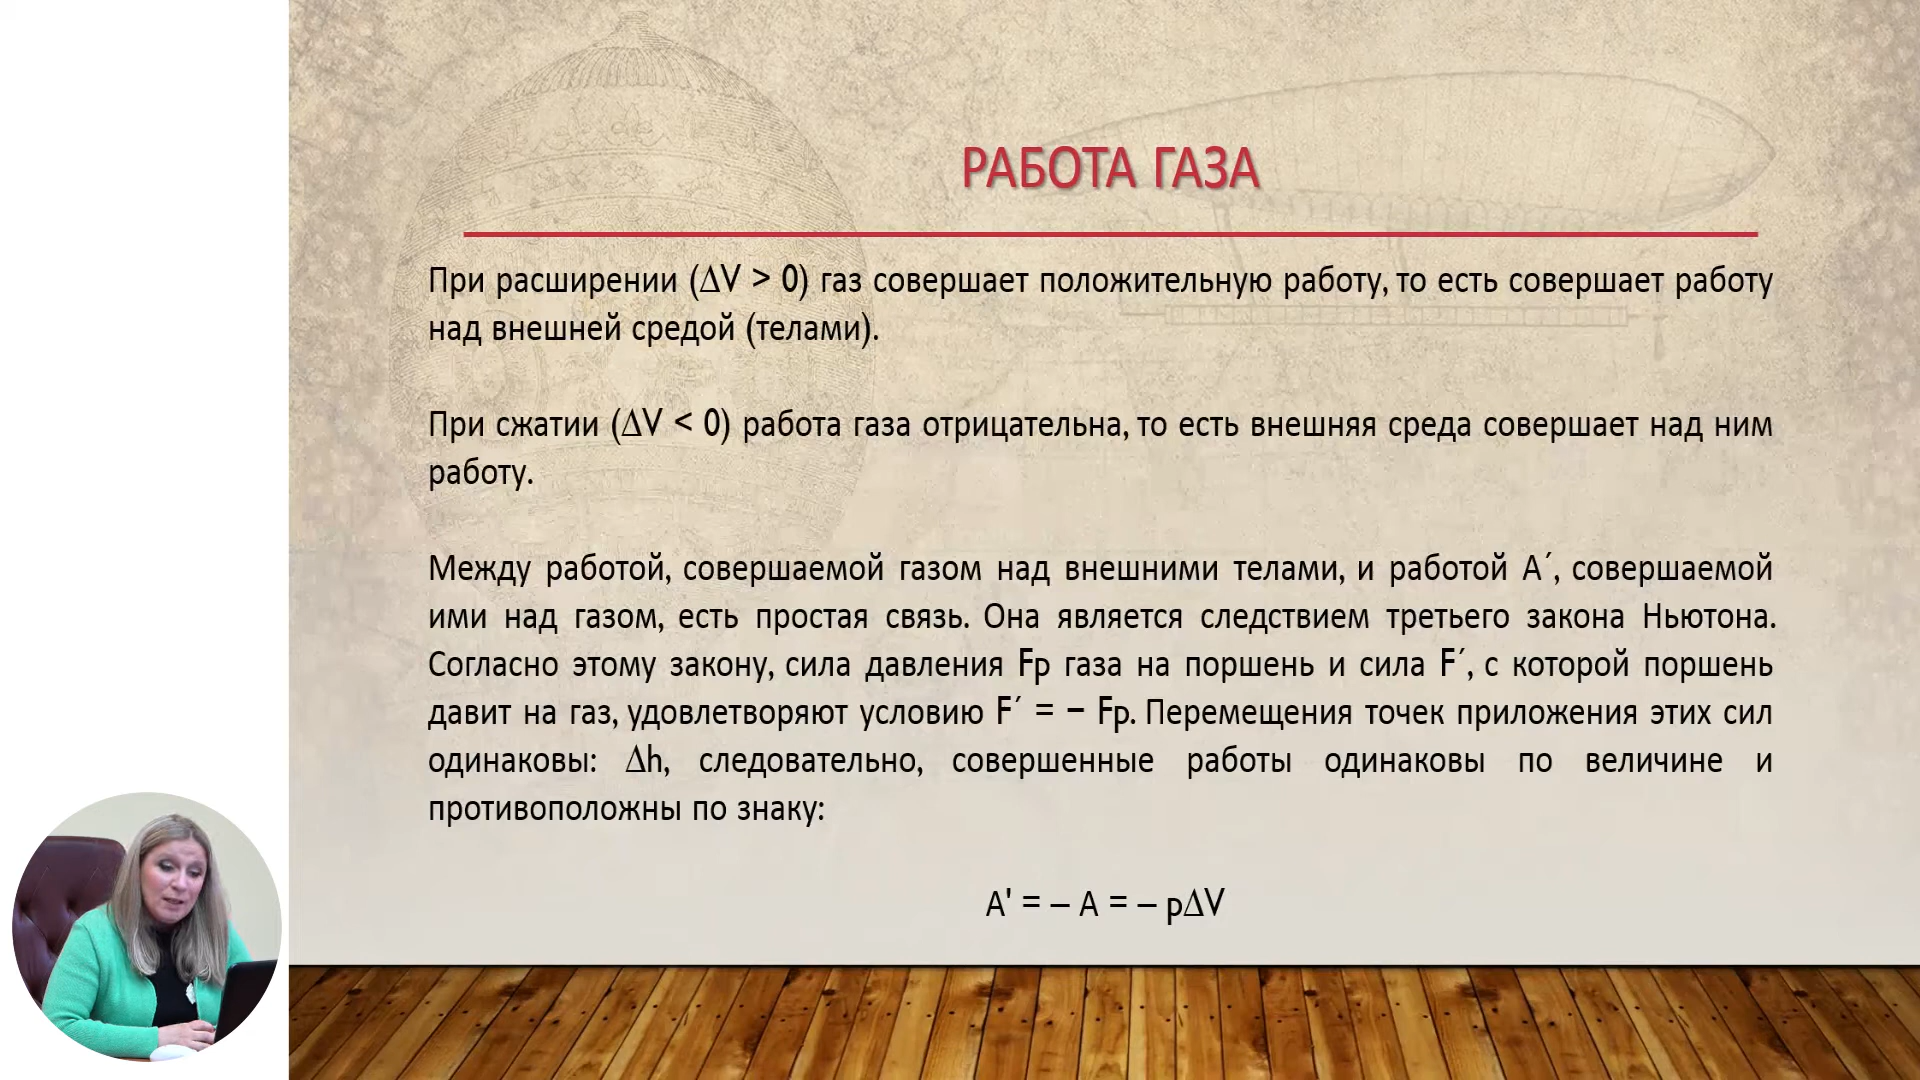 РАБОТА ГАЗА
При расширении (∆V > 0) газ совершает положительную работу, то есть совершает работу
над внешней средой (телами).
При сжатии (∆V < 0) работа газа отрицательна, то есть внешняя среда совершает над ним
работу.
Между работой, совершаемой газом над внешними телами, и работой А´, совершаемой
ими над газом, есть простая связь. Она является следствием третьего закона Ньютона.
Согласно этому закону, сила давления Fp газа на поршень и сила F´, с которой поршень
давит на газ, удовлетворяют условию F´ = − Fp. Перемещения точек приложения этих сил
одинаковы: ∆h, следовательно, совершенные работы одинаковы по величине и
противоположны по знаку:
А' = – А = – p∆V